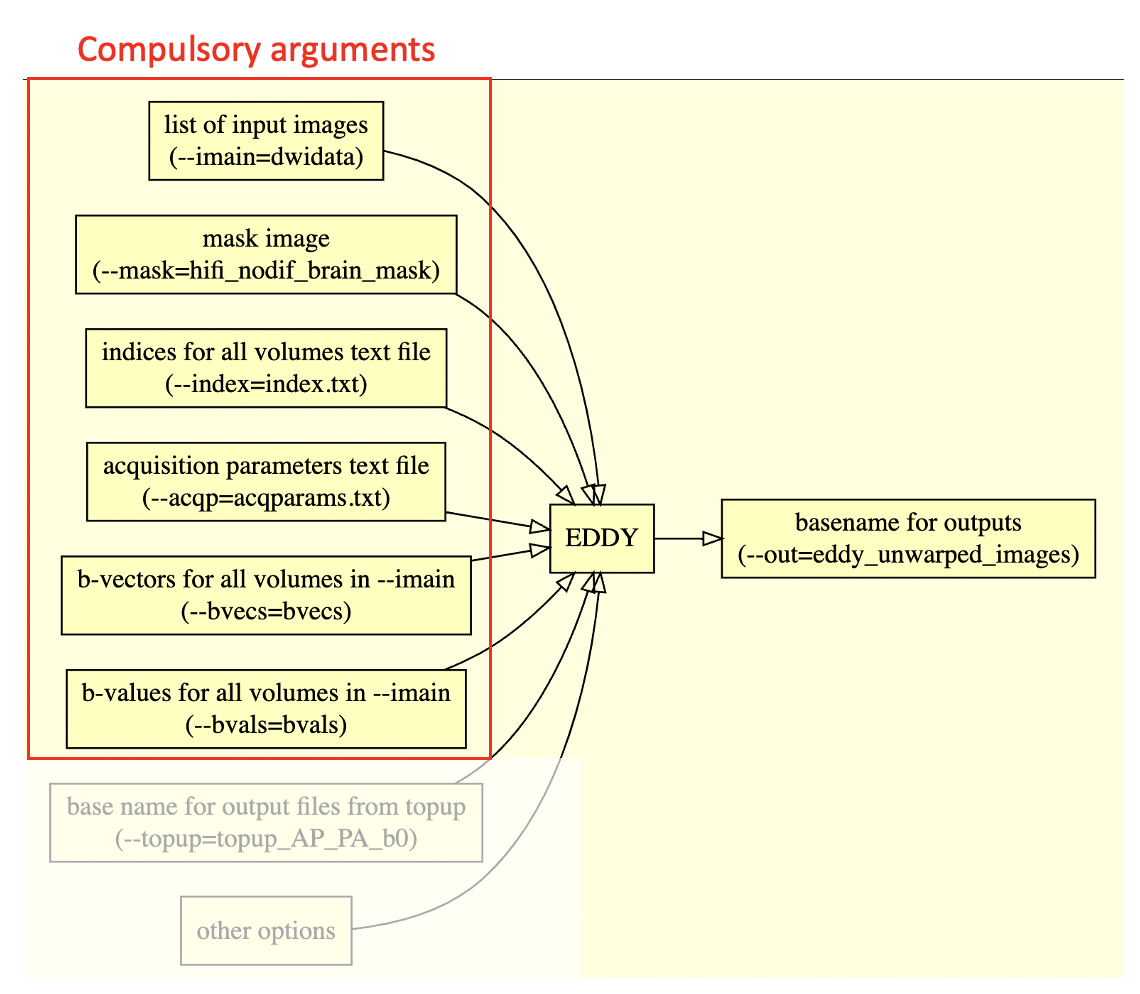 Compulsory arguments
list of input images
(--imain=dwidata)
mask image
(--mask=hifi_nodif_brain_mask)
indices for all volumes text file
(--index=index.txt)
acquisition parameters text file
(--acqp=acqparams.txt)
b-vectors for all volumes in --imain
(--bvecs=bvecs)
b-values for all volumes in --imain
(--bvals=bvals)
base name for output files from topup
(--topup=topup_AP_PA_b0)
other options
EDDY
basename for outputs
(--out=eddy_unwarped_images)